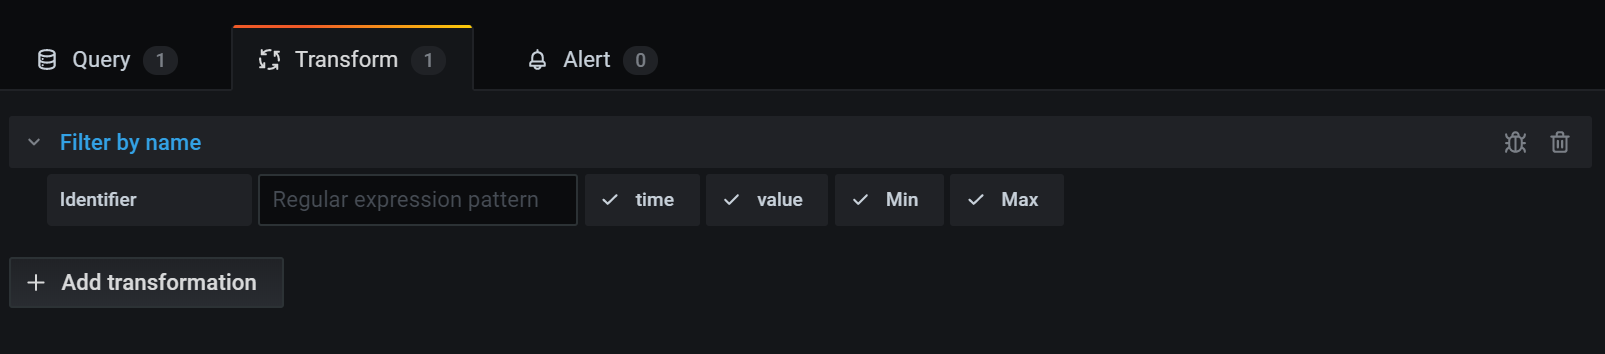 Query 1 Transform 1 Alert 0
Filter by name
Identifier Regular expression pattern time value Min Max
Add transformation